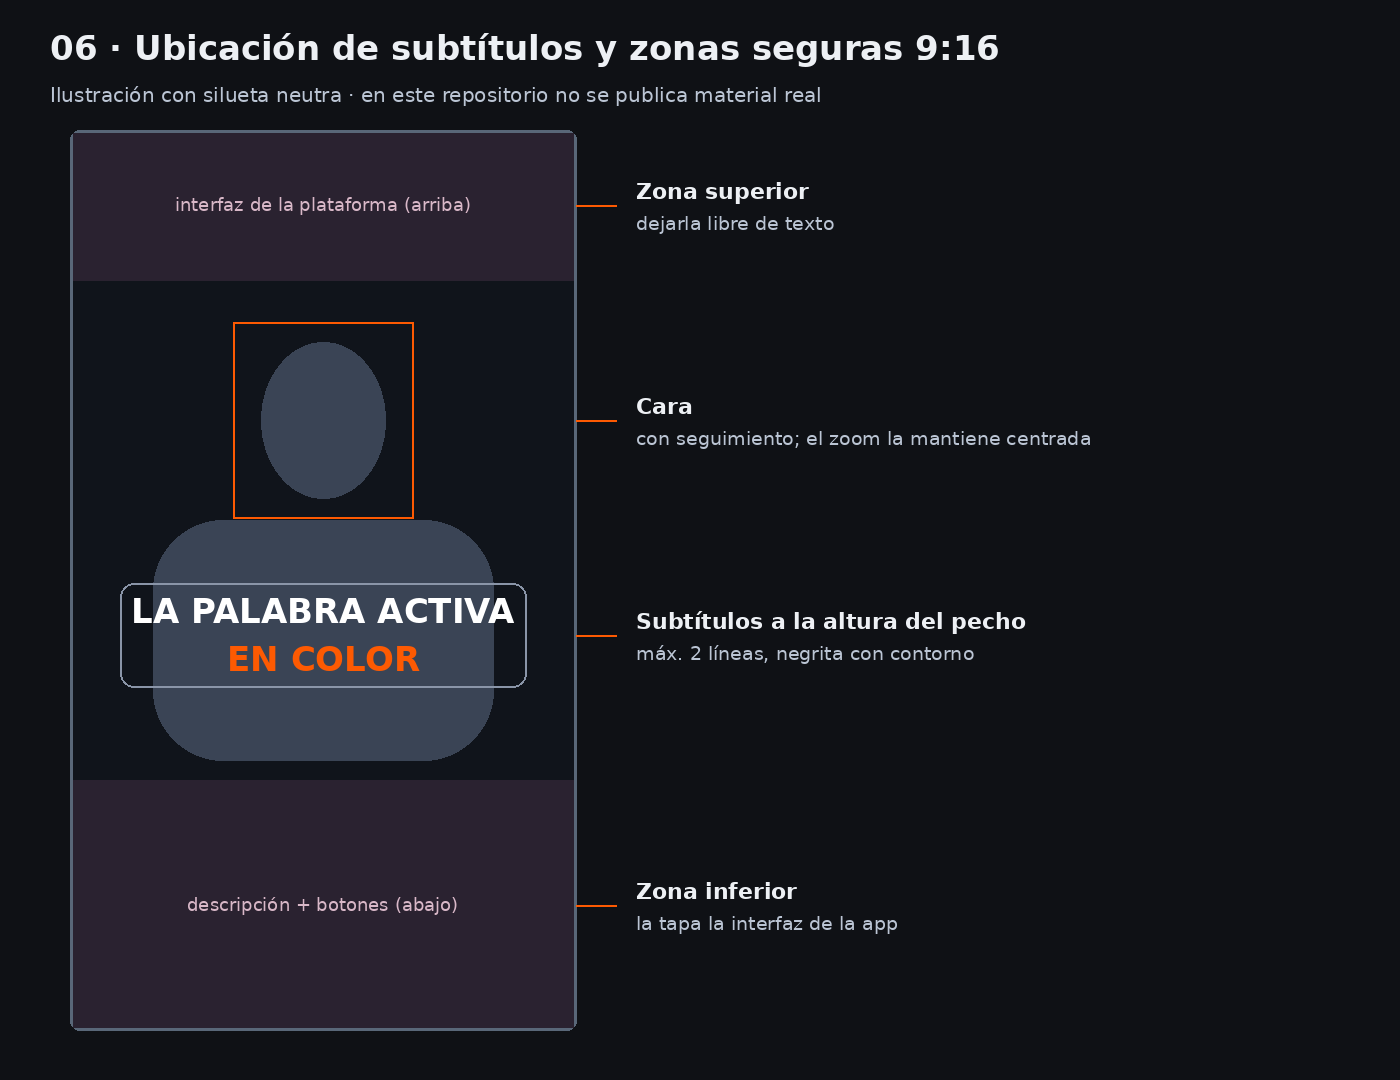 06 · Ubicación de subtítulos y zonas seguras 9:16
Ilustración con silueta neutra · en este repositorio no se publica material real
interfaz de la plataforma (arriba)
Zona superior
dejarla libre de texto
Cara
con seguimiento; el zoom la mantiene centrada
LA PALABRA ACTIVA
EN COLOR
Subtítulos a la altura del pecho
máx. 2 líneas, negrita con contorno
descripción + botones (abajo)
Zona inferior
la tapa la interfaz de la app